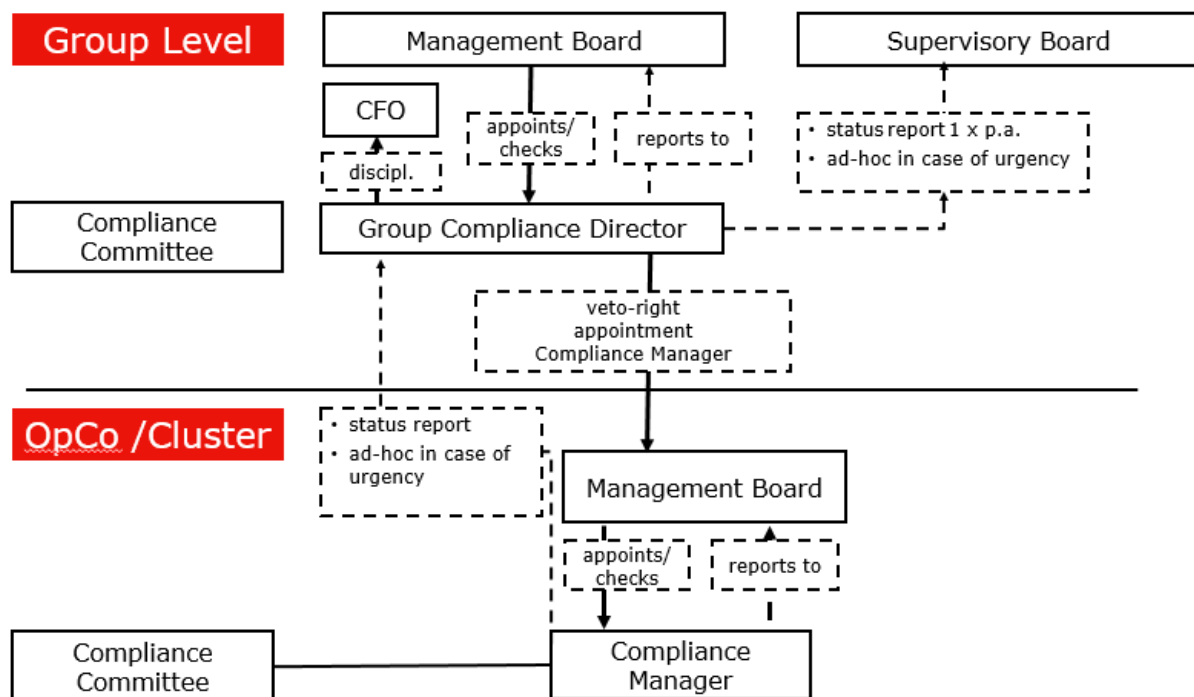 Group Level
Management Board
Supervisory Board
CFO
appoints/
checks
reports to
• status report 1 x p.a.
• ad-hoc in case of urgency
discipl.
Compliance
Committee
Group Compliance Director
veto-right
appointment
Compliance Manager
OpCo /Cluster
• status report
• ad-hoc in case of
urgency
Management Board
appoints/
checks
reports to
Compliance
Committee
Compliance
Manager